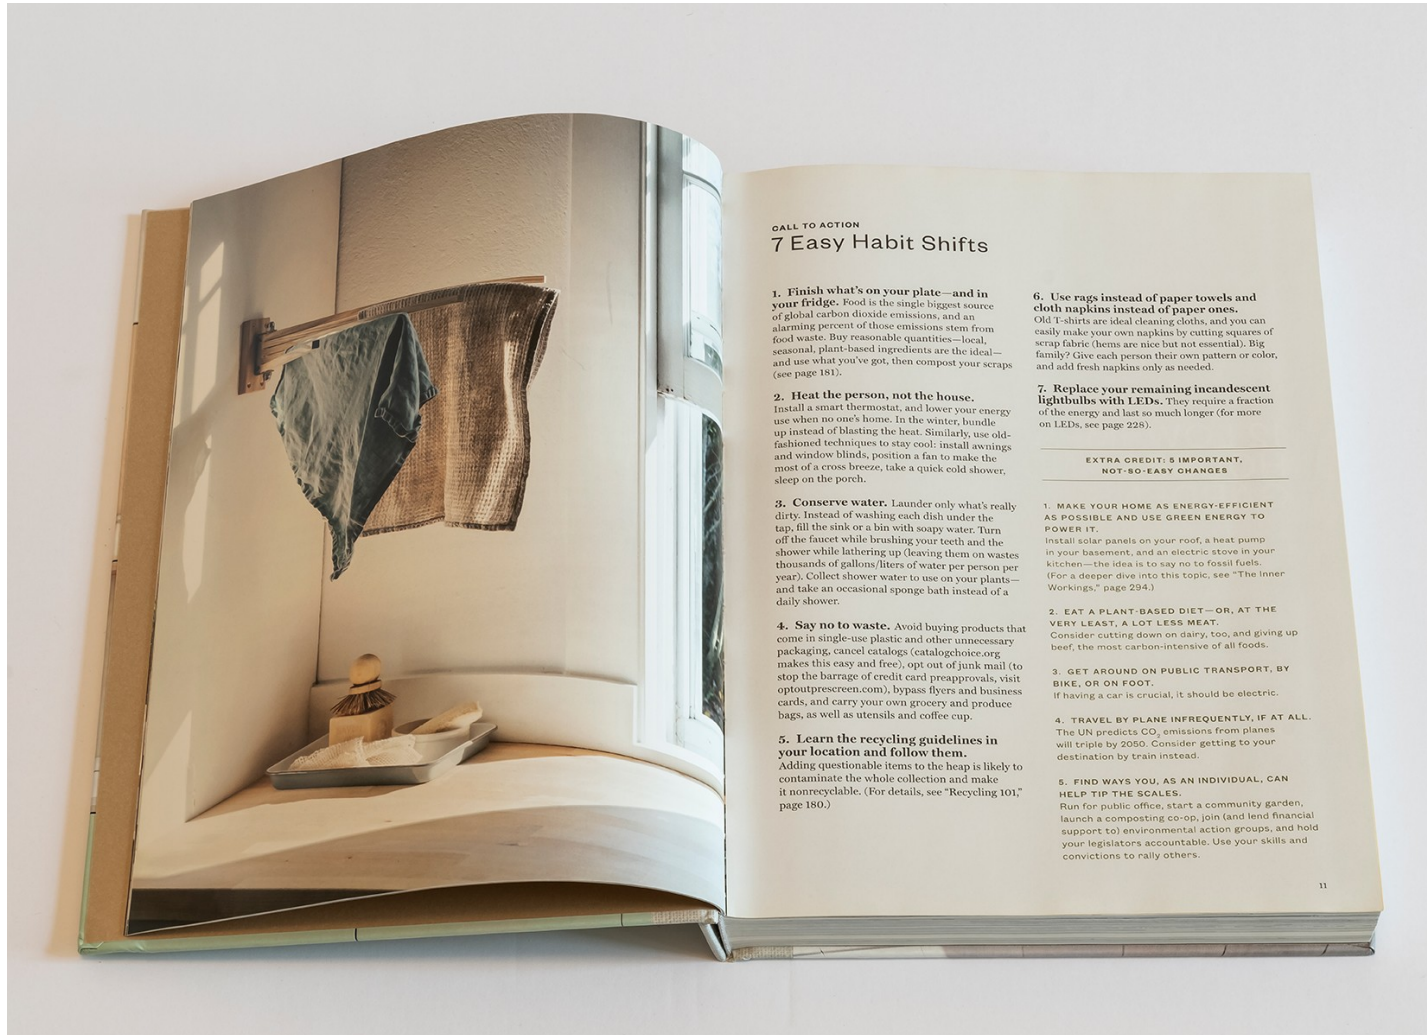 CALL TO ACTION
7 Easy Habit Shifts
1. Finish what's on your plate—and in
your fridge. Food is the single biggest source
of global carbon dioxide emissions, and an
alarming percent of those emissions stem from
food waste. Buy reasonable quantities—local,
seasonal, plant-based ingredients are the ideal—
and use what you've got, then compost your scraps
(see page 181).
2. Heat the person, not the house.
Install a smart thermostat, and lower your energy
use when no one's home. In the winter, bundle
up instead of blasting the heat. Similarly, use old-
fashioned techniques to stay cool: install awnings
and window blinds, position a fan to make the
most of a cross breeze, take a quick cold shower,
sleep on the porch.
3. Conserve water. Launder only what's really
dirty. Instead of washing each dish under the
tap, fill the sink or a bin with soapy water. Turn
off the faucet while brushing your teeth and the
shower while lathering up (leaving them on wastes
thousands of gallons/liters of water per person per
year). Collect shower water to use on your plants—
and take an occasional sponge bath instead of a
daily shower.
4. Say no to waste. Avoid buying products that
come in single-use plastic and other unnecessary
packaging, cancel catalogs (catalogchoice.org
makes this easy and free), opt out of junk mail (to
stop the barrage of credit card preapprovals, visit
optoutprescreen.com), bypass flyers and business
cards, and carry your own grocery and produce
bags, as well as utensils and coffee cup.
5. Learn the recycling guidelines in
your location and follow them.
Adding questionable items to the heap is likely to
contaminate the whole collection and make
it nonrecyclable. (For details, see "Recycling 101,"
page 180.)
6. Use rags instead of paper towels and
cloth napkins instead of paper ones.
Old T-shirts are ideal cleaning cloths, and you can
easily make your own napkins by cutting squares of
scrap fabric (hems are nice but not essential). Big
family? Give each person their own pattern or color,
and add fresh napkins only as needed.
7. Replace your remaining incandescent
lightbulbs with LEDs. They require a fraction
of the energy and last so much longer (for more
on LEDs, see page 228).
EXTRA CREDIT: 5 IMPORTANT,
NOT-SO-EASY CHANGES
1. MAKE YOUR HOME AS ENERGY-EFFICIENT
AS POSSIBLE AND USE GREEN ENERGY TO
POWER IT.
Install solar panels on your roof, a heat pump
in your basement, and an electric stove in your
kitchen—the idea is to say no to fossil fuels.
(For a deeper dive into this topic, see "The Inner
Workings," page 294.)
2. EAT A PLANT-BASED DIET—OR, AT THE
VERY LEAST, A LOT LESS MEAT.
Consider cutting down on dairy, too, and giving up
beef, the most carbon-intensive of all foods.
3. GET AROUND ON PUBLIC TRANSPORT, BY
BIKE, OR ON FOOT.
If having a car is crucial, it should be electric.
4. TRAVEL BY PLANE INFREQUENTLY, IF AT ALL.
The UN predicts CO₂ emissions from planes
will triple by 2050. Consider getting to your
destination by train instead.
5. FIND WAYS YOU, AS AN INDIVIDUAL, CAN
HELP TIP THE SCALES.
Run for public office, start a community garden,
launch a composting co-op, join (and lend financial
support to) environmental action groups, and hold
your legislators accountable. Use your skills and
convictions to rally others.
11